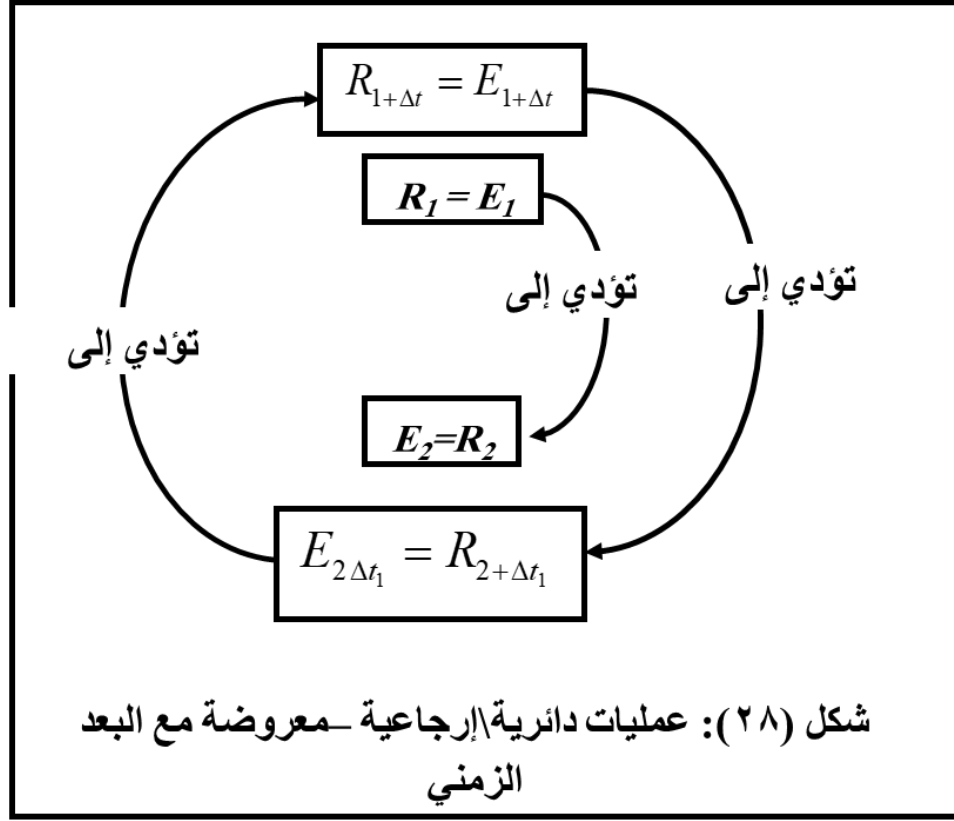 R_{1+Δt} = E_{1+Δt}
R_1 = E_1
تؤدي إلى
تؤدي إلى
تؤدي إلى
E_2=R_2
E_{2Δt_1} = R_{2+Δt_1}
شكل (٢٨): عمليات دائرية\إرجاعية –معروضة مع البعد
الزمني